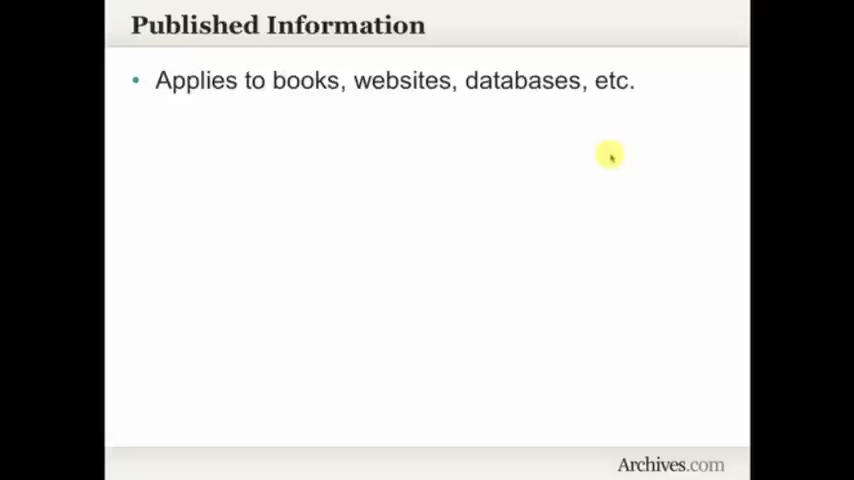 Published Information
• Applies to books, websites, databases, etc.
Archives.com